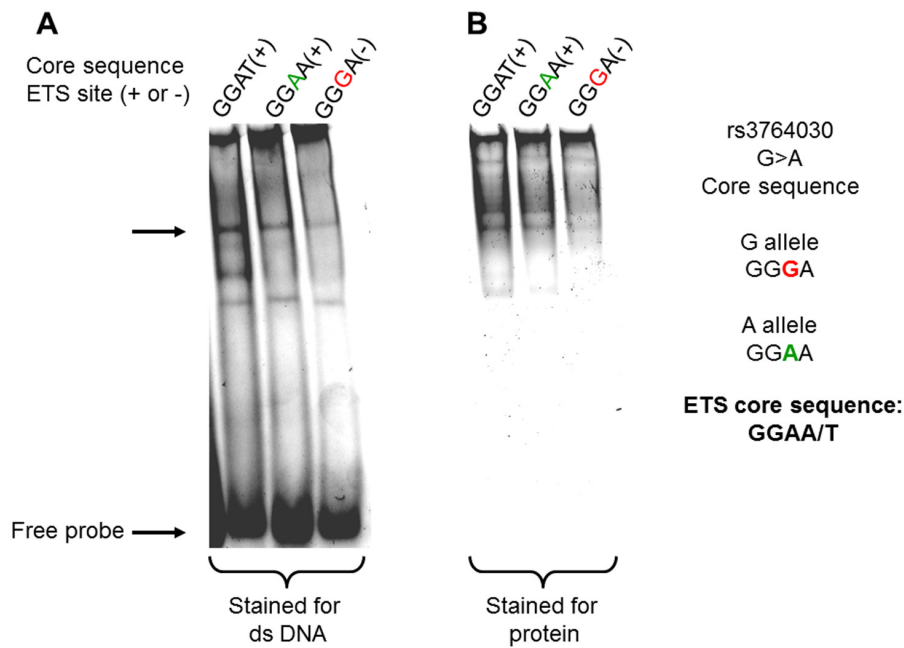 A
B
Core sequence
ETS site (+ or -)
GGAT(+)
GGAA(+)
GGGA(-)
GGAT(+)
GGAA(+)
GGGA(-)
rs3764030
G>A
Core sequence
G allele
GGGA
A allele
GGAA
ETS core sequence:
GGAA/T
Free probe
Stained for
ds DNA
Stained for
protein